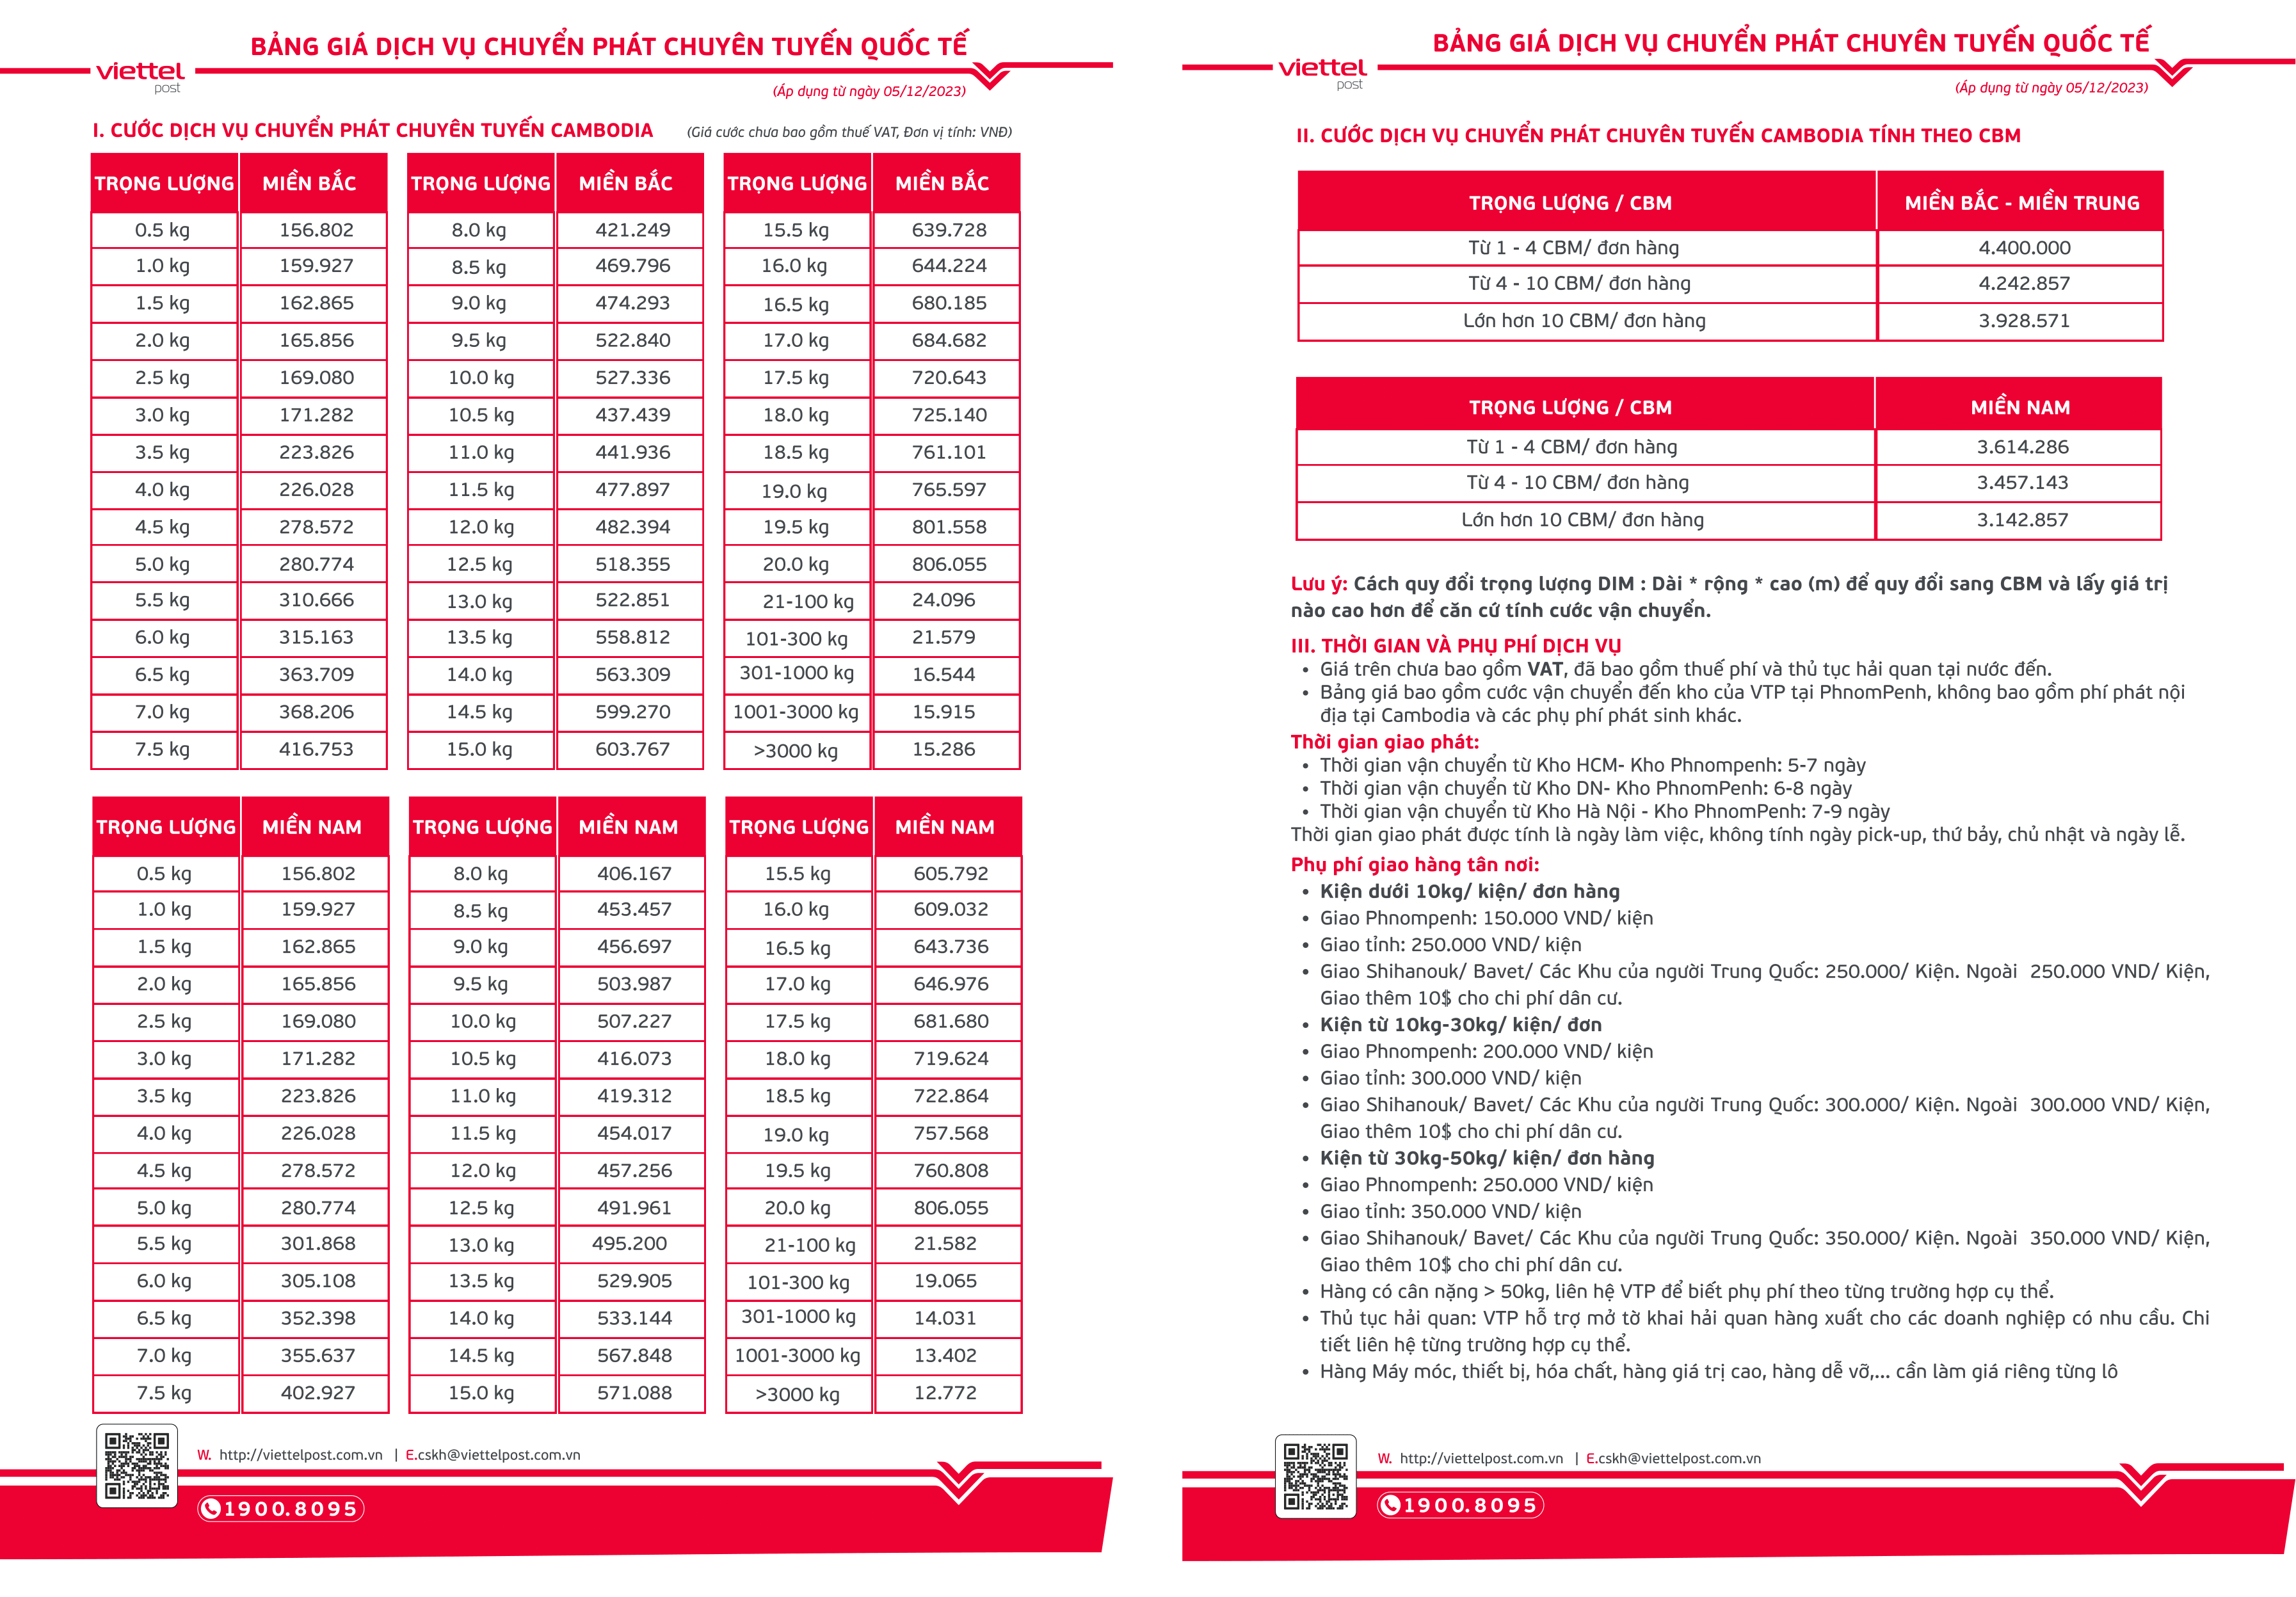 BẢNG GIÁ DỊCH VỤ CHUYỂN PHÁT CHUYÊN TUYẾN QUỐC TẾ
viettel
post
(Áp dụng từ ngày 05/12/2023)
I. CƯỚC DỊCH VỤ CHUYỂN PHÁT CHUYÊN TUYẾN CAMBODIA (Giá cước chưa bao gồm thuế VAT, Đơn vị tính: VNĐ)
TRỌNG LƯỢNG MIỀN BẮC TRỌNG LƯỢNG MIỀN BẮC TRỌNG LƯỢNG MIỀN BẮC
0.5 kg 156.802 8.0 kg 421.249 15.5 kg 639.728
1.0 kg 159.927 8.5 kg 469.796 16.0 kg 644.224
1.5 kg 162.865 9.0 kg 474.293 16.5 kg 680.185
2.0 kg 165.856 9.5 kg 522.840 17.0 kg 684.682
2.5 kg 169.080 10.0 kg 527.336 17.5 kg 720.643
3.0 kg 171.282 10.5 kg 437.439 18.0 kg 725.140
3.5 kg 223.826 11.0 kg 441.936 18.5 kg 761.101
4.0 kg 226.028 11.5 kg 477.897 19.0 kg 765.597
4.5 kg 278.572 12.0 kg 482.394 19.5 kg 801.558
5.0 kg 280.774 12.5 kg 518.355 20.0 kg 806.055
5.5 kg 310.666 13.0 kg 522.851 21-100 kg 24.096
6.0 kg 315.163 13.5 kg 558.812 101-300 kg 21.579
6.5 kg 363.709 14.0 kg 563.309 301-1000 kg 16.544
7.0 kg 368.206 14.5 kg 599.270 1001-3000 kg 15.915
7.5 kg 416.753 15.0 kg 603.767 >3000 kg 15.286
TRỌNG LƯỢNG MIỀN NAM TRỌNG LƯỢNG MIỀN NAM TRỌNG LƯỢNG MIỀN NAM
0.5 kg 156.802 8.0 kg 406.167 15.5 kg 605.792
1.0 kg 159.927 8.5 kg 453.457 16.0 kg 609.032
1.5 kg 162.865 9.0 kg 456.697 16.5 kg 643.736
2.0 kg 165.856 9.5 kg 503.987 17.0 kg 646.976
2.5 kg 169.080 10.0 kg 507.227 17.5 kg 681.680
3.0 kg 171.282 10.5 kg 416.073 18.0 kg 719.624
3.5 kg 223.826 11.0 kg 419.312 18.5 kg 722.864
4.0 kg 226.028 11.5 kg 454.017 19.0 kg 757.568
4.5 kg 278.572 12.0 kg 457.256 19.5 kg 760.808
5.0 kg 280.774 12.5 kg 491.961 20.0 kg 806.055
5.5 kg 301.868 13.0 kg 495.200 21-100 kg 21.582
6.0 kg 305.108 13.5 kg 529.905 101-300 kg 19.065
6.5 kg 352.398 14.0 kg 533.144 301-1000 kg 14.031
7.0 kg 355.637 14.5 kg 567.848 1001-3000 kg 13.402
7.5 kg 402.927 15.0 kg 571.088 >3000 kg 12.772
W. http://viettelpost.com.vn | E.cskh@viettelpost.com.vn
1900.8095
BẢNG GIÁ DỊCH VỤ CHUYỂN PHÁT CHUYÊN TUYẾN QUỐC TẾ
viettel
post
(Áp dụng từ ngày 05/12/2023)
II. CƯỚC DỊCH VỤ CHUYỂN PHÁT CHUYÊN TUYẾN CAMBODIA TÍNH THEO CBM
TRỌNG LƯỢNG / CBM MIỀN BẮC - MIỀN TRUNG
Từ 1 - 4 CBM/ đơn hàng 4.400.000
Từ 4 - 10 CBM/ đơn hàng 4.242.857
Lớn hơn 10 CBM/ đơn hàng 3.928.571
TRỌNG LƯỢNG / CBM MIỀN NAM
Từ 1 - 4 CBM/ đơn hàng 3.614.286
Từ 4 - 10 CBM/ đơn hàng 3.457.143
Lớn hơn 10 CBM/ đơn hàng 3.142.857
Lưu ý: Cách quy đổi trọng lượng DIM : Dài * rộng * cao (m) để quy đổi sang CBM và lấy giá trị
nào cao hơn để căn cứ tính cước vận chuyển.
III. THỜI GIAN VÀ PHỤ PHÍ DỊCH VỤ
• Giá trên chưa bao gồm VAT, đã bao gồm thuế phí và thủ tục hải quan tại nước đến.
• Bảng giá bao gồm cước vận chuyển đến kho của VTP tại PhnomPenh, không bao gồm phí phát nội
địa tại Cambodia và các phụ phí phát sinh khác.
Thời gian giao phát:
• Thời gian vận chuyển từ Kho HCM- Kho Phnompenh: 5-7 ngày
• Thời gian vận chuyển từ Kho DN- Kho PhnomPenh: 6-8 ngày
• Thời gian vận chuyển từ Kho Hà Nội - Kho PhnomPenh: 7-9 ngày
Thời gian giao phát được tính là ngày làm việc, không tính ngày pick-up, thứ bảy, chủ nhật và ngày lễ.
Phụ phí giao hàng tân nơi:
• Kiện dưới 10kg/ kiện/ đơn hàng
• Giao Phnompenh: 150.000 VND/ kiện
• Giao tỉnh: 250.000 VND/ kiện
• Giao Shihanouk/ Bavet/ Các Khu của người Trung Quốc: 250.000/ Kiện. Ngoài 250.000 VND/ Kiện,
Giao thêm 10$ cho chi phí dân cư.
• Kiện từ 10kg-30kg/ kiện/ đơn
• Giao Phnompenh: 200.000 VND/ kiện
• Giao tỉnh: 300.000 VND/ kiện
• Giao Shihanouk/ Bavet/ Các Khu của người Trung Quốc: 300.000/ Kiện. Ngoài 300.000 VND/ Kiện,
Giao thêm 10$ cho chi phí dân cư.
• Kiện từ 30kg-50kg/ kiện/ đơn hàng
• Giao Phnompenh: 250.000 VND/ kiện
• Giao tỉnh: 350.000 VND/ kiện
• Giao Shihanouk/ Bavet/ Các Khu của người Trung Quốc: 350.000/ Kiện. Ngoài 350.000 VND/ Kiện,
Giao thêm 10$ cho chi phí dân cư.
• Hàng có cân nặng > 50kg, liên hệ VTP để biết phụ phí theo từng trường hợp cụ thể.
• Thủ tục hải quan: VTP hỗ trợ mở tờ khai hải quan hàng xuất cho các doanh nghiệp có nhu cầu. Chi
tiết liên hệ từng trường hợp cụ thể.
• Hàng Máy móc, thiết bị, hóa chất, hàng giá trị cao, hàng dễ vỡ,... cần làm giá riêng từng lô
W. http://viettelpost.com.vn | E.cskh@viettelpost.com.vn
1900.8095